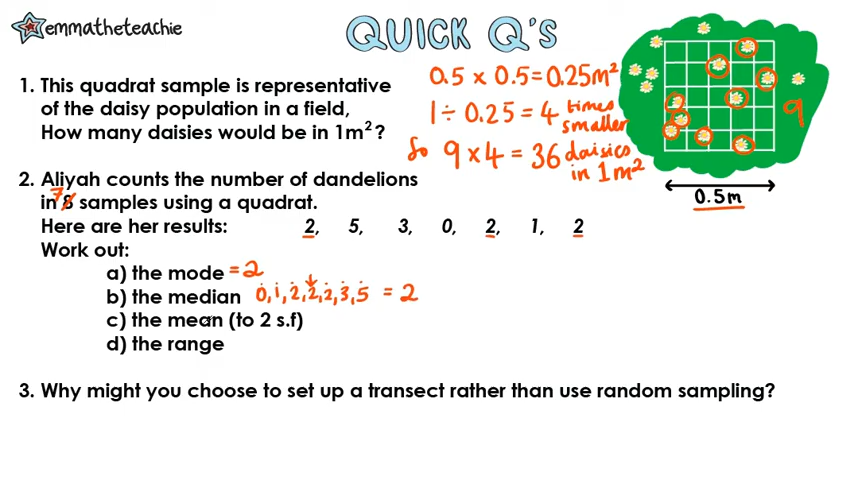 emmatheteachie
QUICK Q'S
1. This quadrat sample is representative
of the daisy population in a field,
How many daisies would be in 1m²?
0.5 x 0.5 = 0.25m²
1 ÷ 0.25 = 4 times smaller
So 9 x 4 = 36 daisies in 1m²
9
0.5m
2. Aliyah counts the number of dandelions
in 7 8 samples using a quadrat.
Here are her results: 2, 5, 3, 0, 2, 1, 2
Work out:
a) the mode = 2
b) the median 0, 1, 2, 2, 2, 3, 5 = 2
c) the mean (to 2 s.f)
d) the range
3. Why might you choose to set up a transect rather than use random sampling?